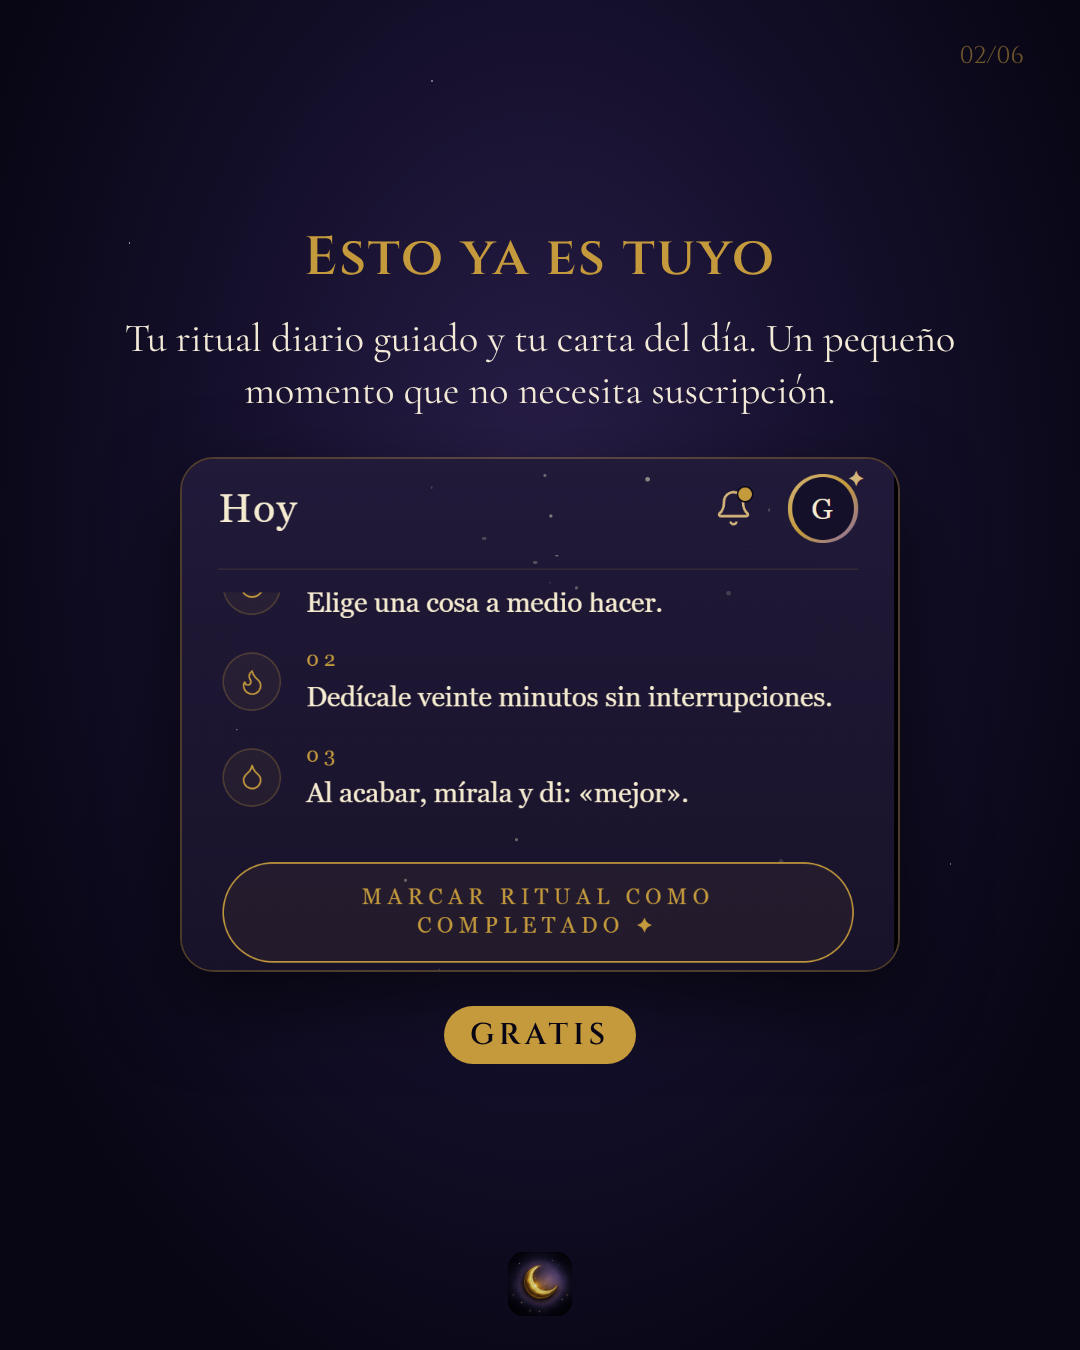 02/06
Esto ya es tuyo
Tu ritual diario guiado y tu carta del día. Un pequeño
momento que no necesita suscripción.
Hoy
G
Elige una cosa a medio hacer.
02
Dedícale veinte minutos sin interrupciones.
03
Al acabar, mírala y di: «mejor».
MARCAR RITUAL COMO
COMPLETADO ✦
GRATIS